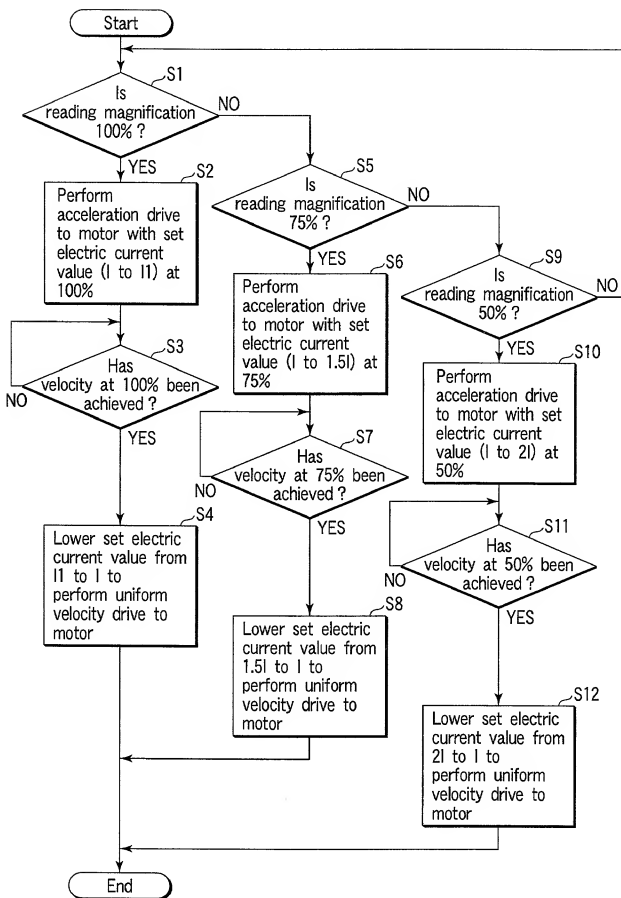 Start
S1
Is
reading magnification
100% ?
NO
YES
S2
Perform
acceleration drive
to motor with set
electric current
value (I to I1) at
100%
S3
Has
velocity at 100% been
achieved ?
NO
YES
S4
Lower set electric
current value from
I1 to I to
perform uniform
velocity drive to
motor
S5
Is
reading magnification
75% ?
NO
YES
S6
Perform
acceleration drive
to motor with set
electric current
value (I to 1.5I) at
75%
S7
Has
velocity at 75% been
achieved ?
NO
YES
S8
Lower set electric
current value from
1.5I to I to
perform uniform
velocity drive to
motor
S9
Is
reading magnification
50% ?
NO
YES
S10
Perform
acceleration drive
to motor with set
electric current
value (I to 2I) at
50%
S11
Has
velocity at 50% been
achieved ?
NO
YES
S12
Lower set electric
current value from
2I to I to
perform uniform
velocity drive to
motor
End